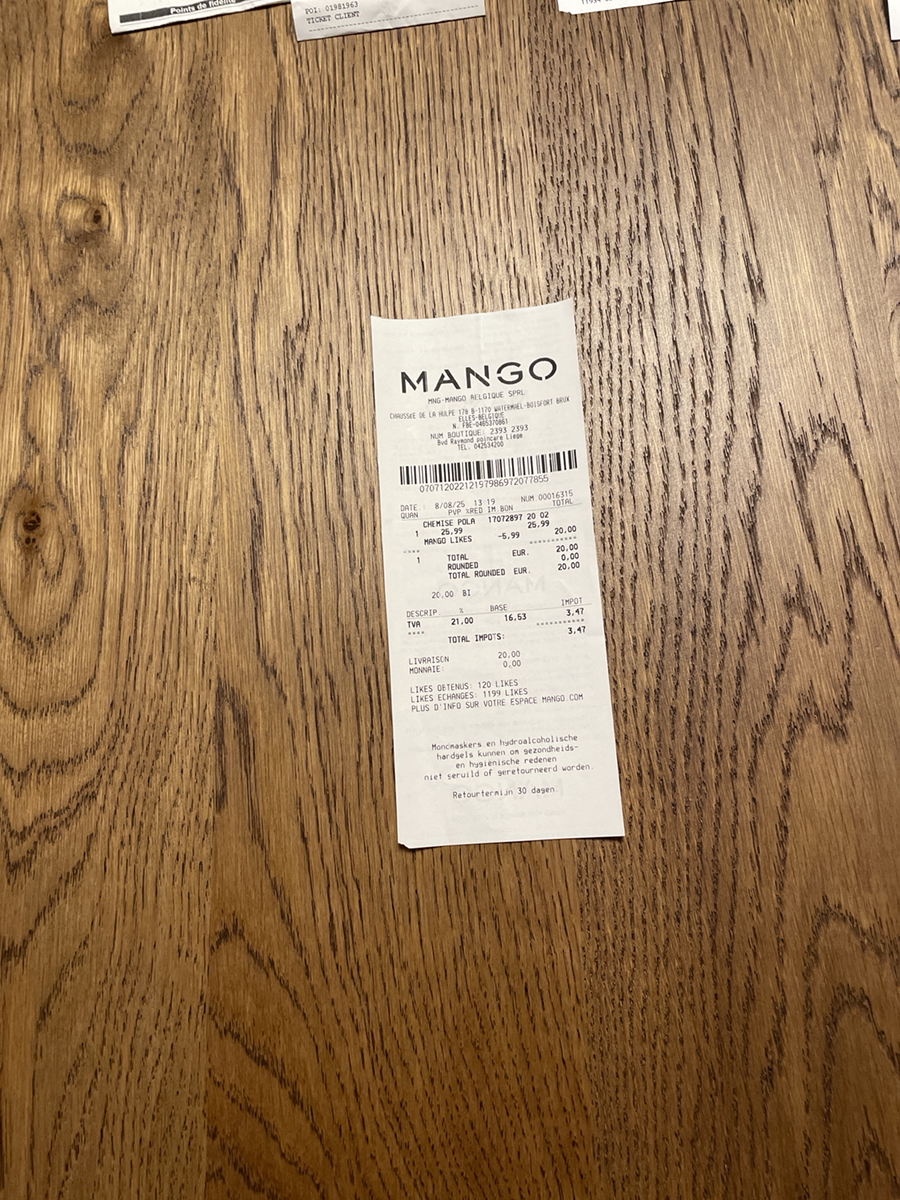 Points de fidélité
POI: 01981963
TICKET CLIENT
MANGO
MNG-MANGO BELGIQUE SPRL
CHAUSSEE DE LA HULPE 178 B-1170 WATERMAEL-BOISFORT BRUX
ELLES-BELGIQUE
N. FBE-0465370861
NUM BOUTIQUE: 2393 2393
Bvd Raymond poincare Liege
TEL. 042534200
07071202212197986972077855
DATE : 8/08/25 13 19 NUM 00016315
QUAN PVP %RED IM.BON TOTAL
CHEMISE POLA 17072897 20 02
1 25,99 25.99
MANGO LIKES -5,99 20,00
1 TOTAL EUR. 20,00
ROUNDED 0,00
TOTAL ROUNDED EUR. 20,00
20,00 BI
DESCRIP. % BASE IMPOT
TVA 21,00 16,53 3,47
TOTAL IMPOTS: 3,47
LIVRAISON 20,00
MONNAIE: 0,00
LIKES OBTENUS: 120 LIKES
LIKES ECHANGES: 1199 LIKES
PLUS D'INFO SUR VOTRE ESPACE MANGO.COM
Moncmaskers en hydroalcoholische
hardgels kunnen om gezondheids-
en hygiënische redenen
niet seruild of geretourneerd worden.
Retourtermijn 30 dagen.